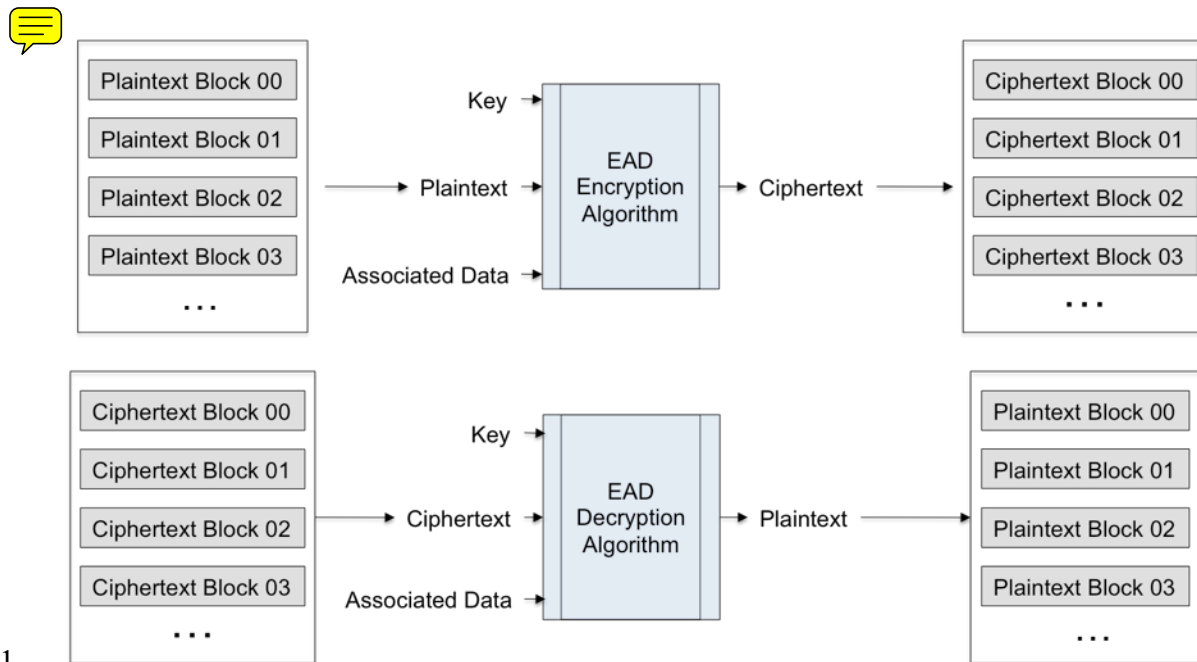 Plaintext Block 00
Plaintext Block 01
Plaintext Block 02
Plaintext Block 03
...
Key
Plaintext
Associated Data
EAD
Encryption
Algorithm
Ciphertext
Ciphertext Block 00
Ciphertext Block 01
Ciphertext Block 02
Ciphertext Block 03
...
Ciphertext Block 00
Ciphertext Block 01
Ciphertext Block 02
Ciphertext Block 03
...
Key
Ciphertext
Associated Data
EAD
Decryption
Algorithm
Plaintext
Plaintext Block 00
Plaintext Block 01
Plaintext Block 02
Plaintext Block 03
...
1